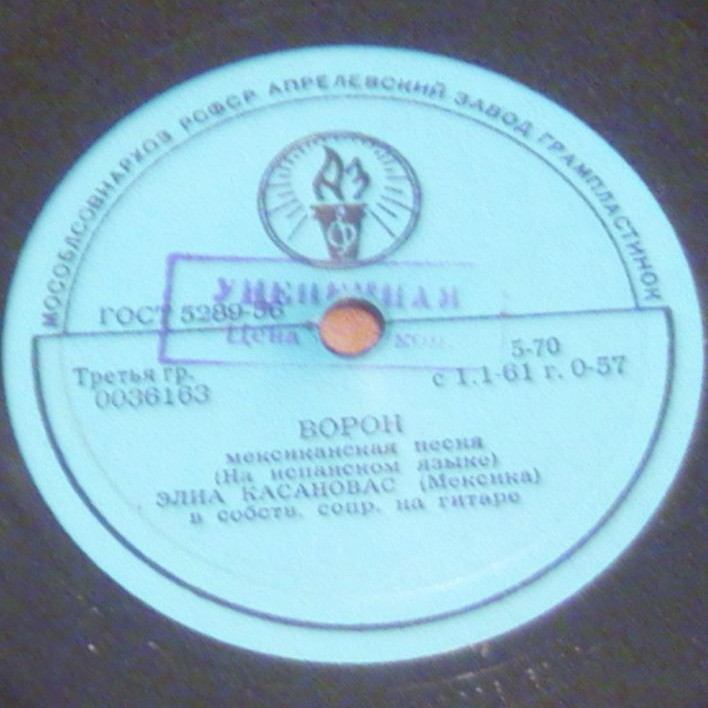 МОСОБЛСОВНАРХОЗ РСФСР АПРЕЛЕВСКИЙ ЗАВОД ГРАМПЛАСТИНОК
АЗ
Ф
УЦЕНЕННАЯ
Цена коп.
ГОСТ 5289-56
5-70
Третья гр.
с 1.1-61 г. 0-57
0036163
ВОРОН
мексиканская песня
(На испанском языке)
ЭЛИА КАСАНОВАС (Мексика)
в собств. сопр. на гитаре